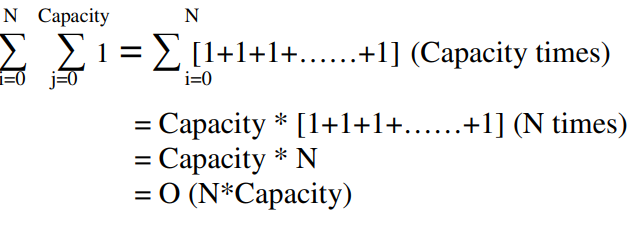 N Capacity N
∑ ∑ 1 = ∑ [1+1+1+……+1] (Capacity times)
i=0 j=0 i=0
= Capacity * [1+1+1+……+1] (N times)
= Capacity * N
= O (N*Capacity)